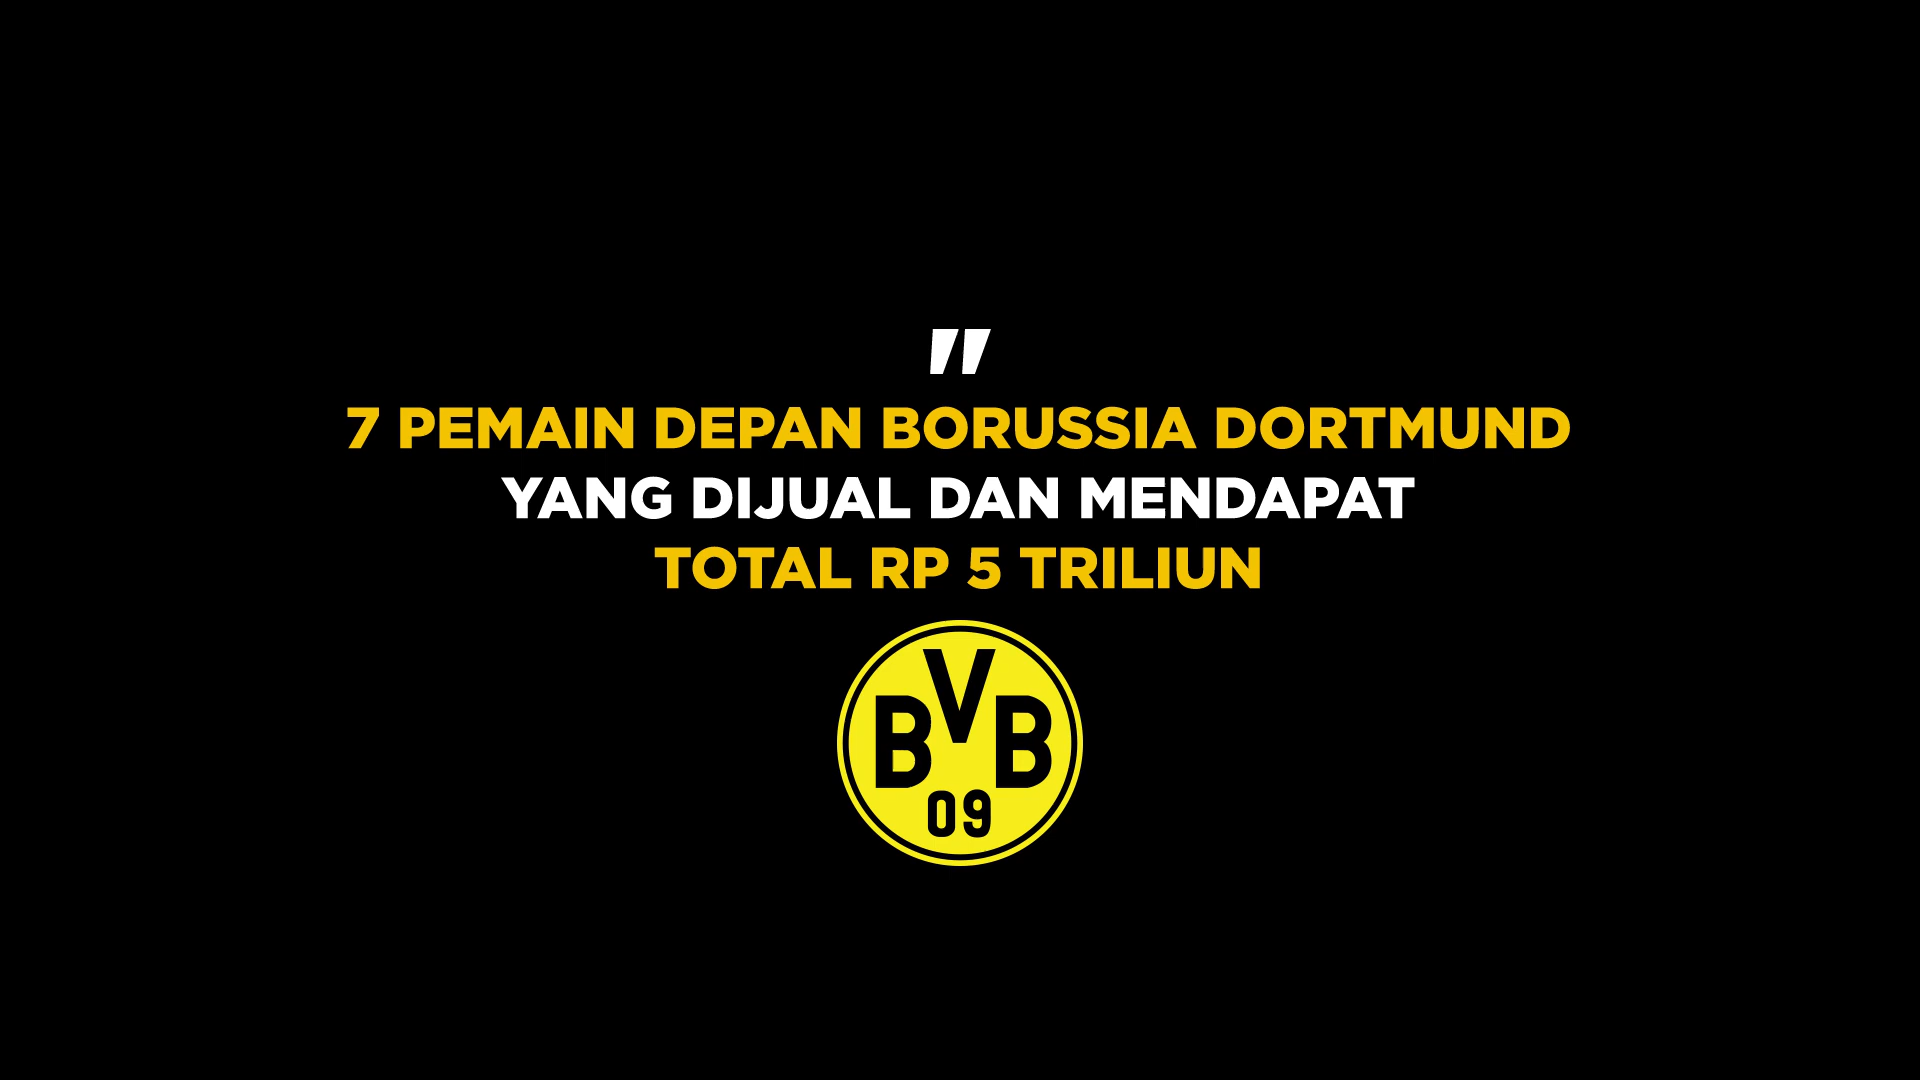 "
7 PEMAIN DEPAN BORUSSIA DORTMUND
YANG DIJUAL DAN MENDAPAT
TOTAL RP 5 TRILIUN
BVB
09